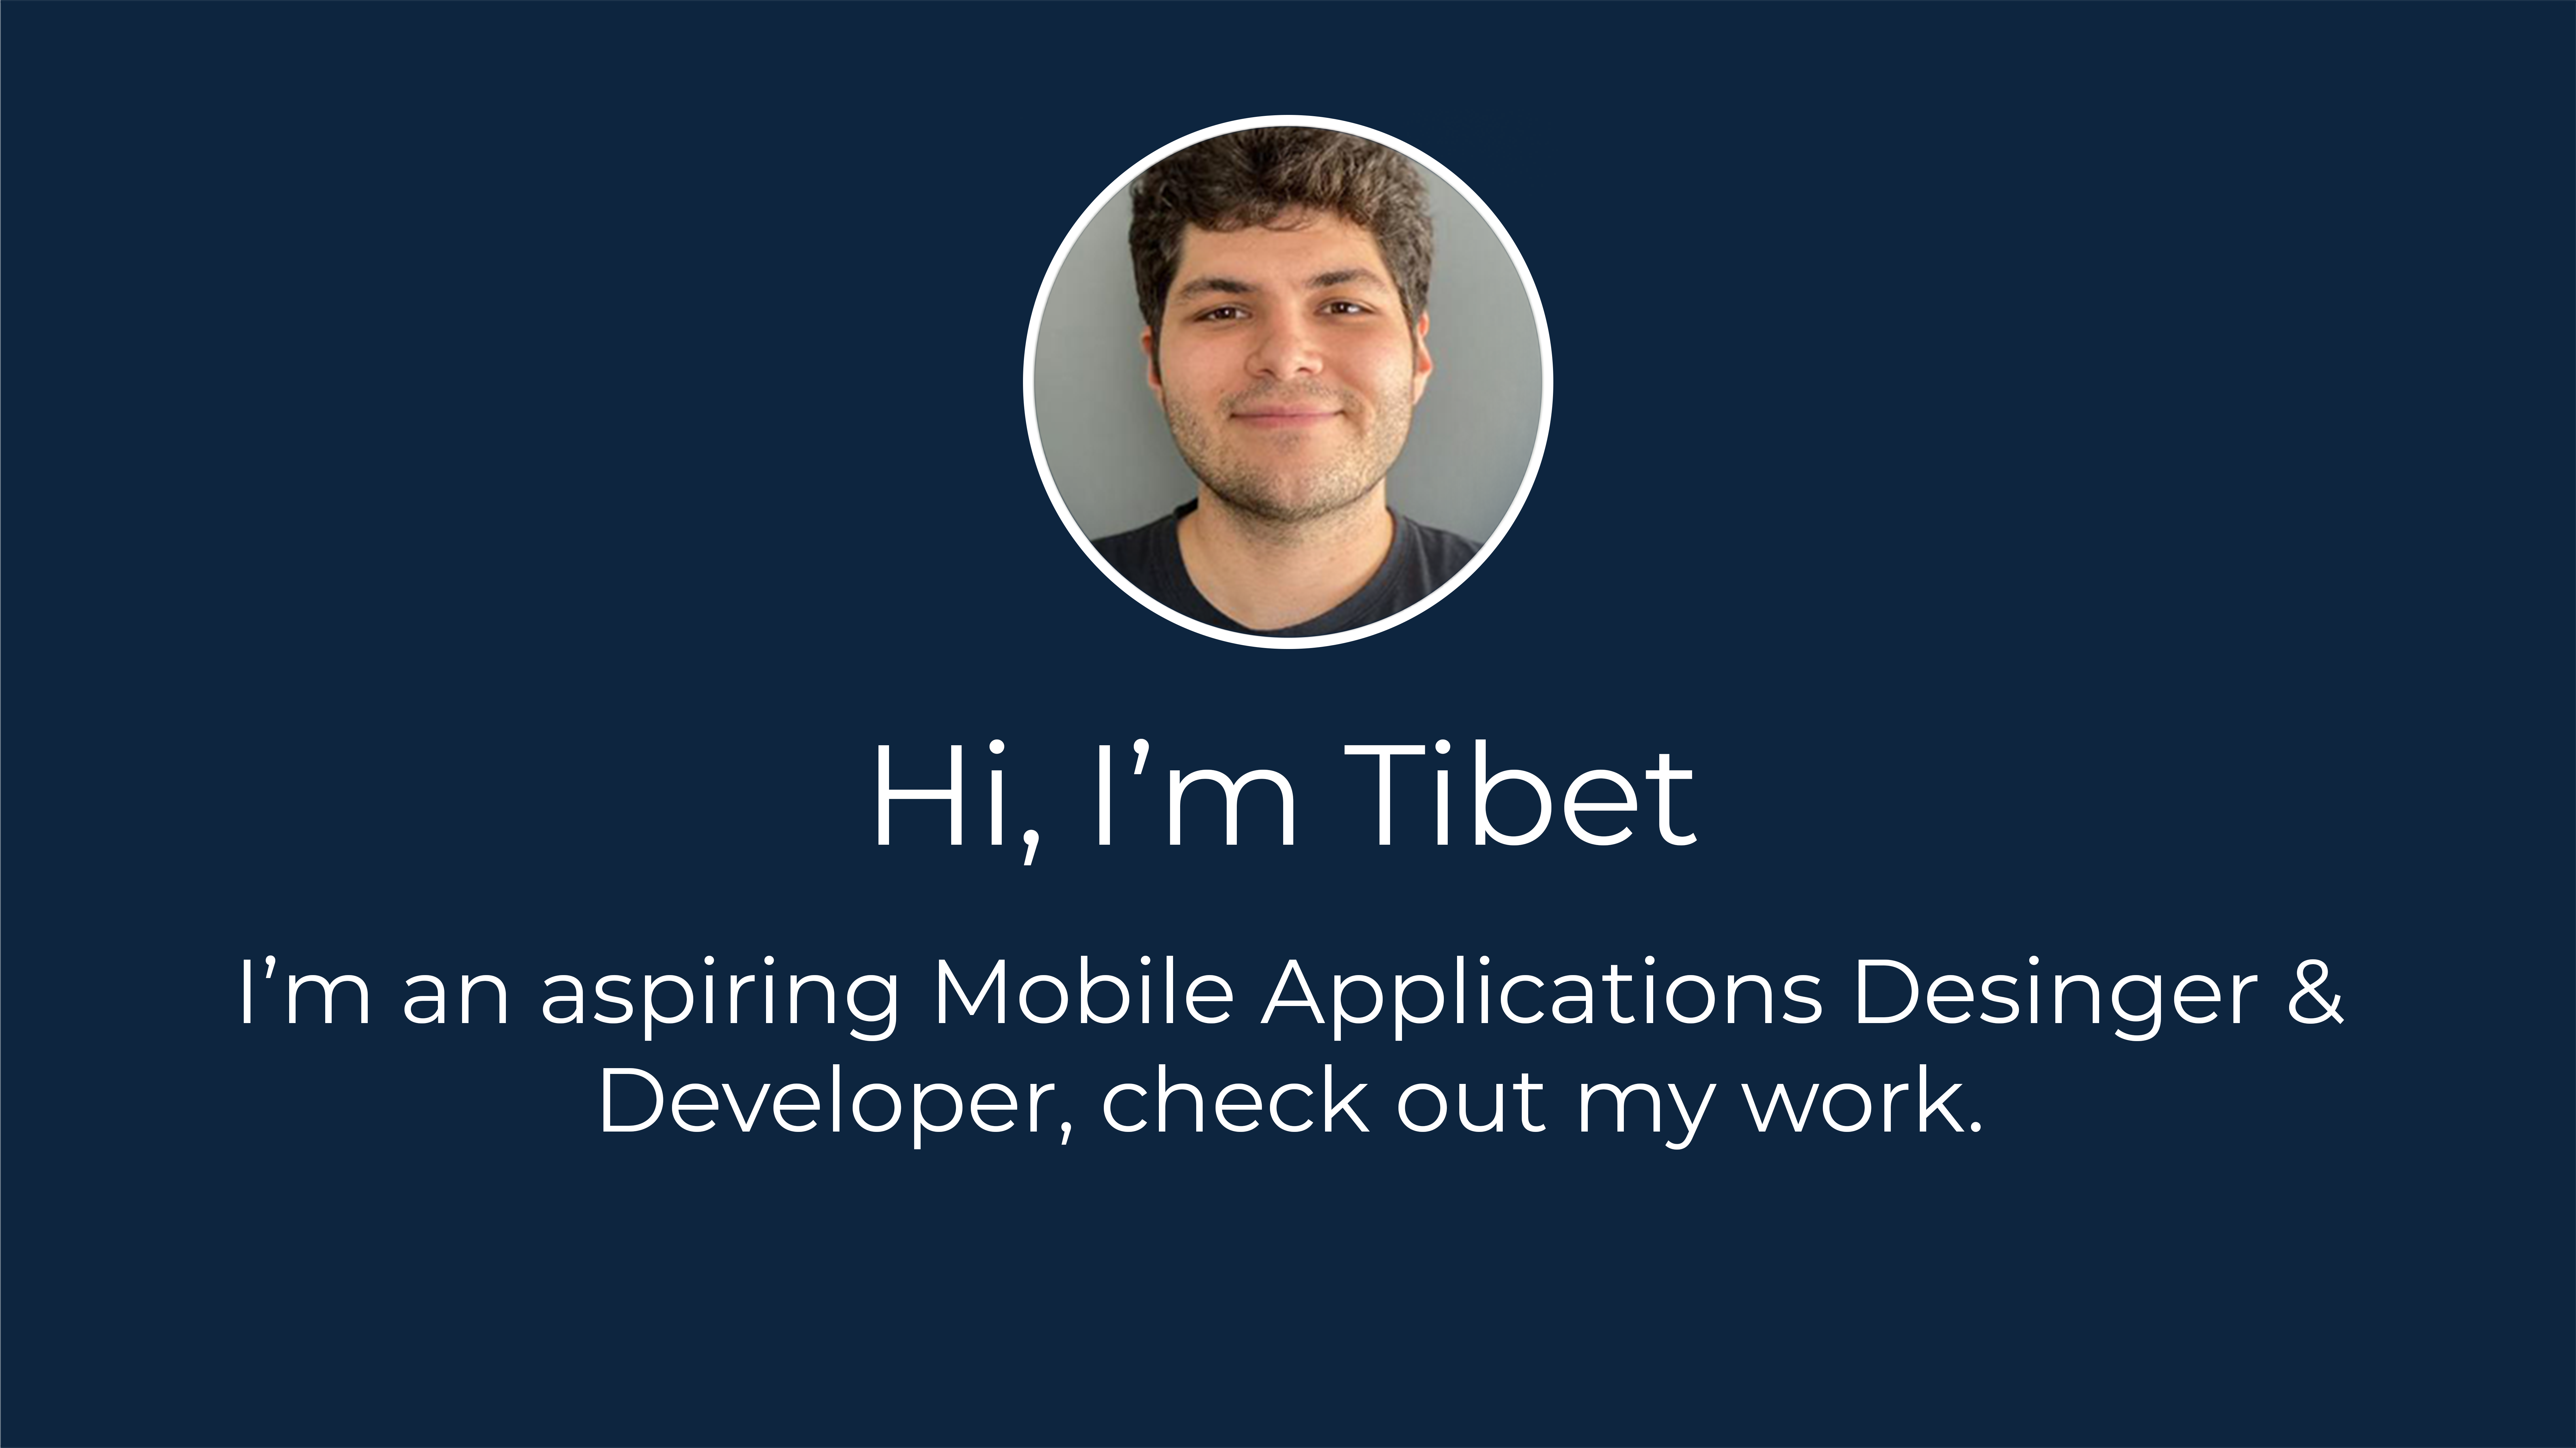 Hi, I’m Tibet
I’m an aspiring Mobile Applications Desinger &
Developer, check out my work.